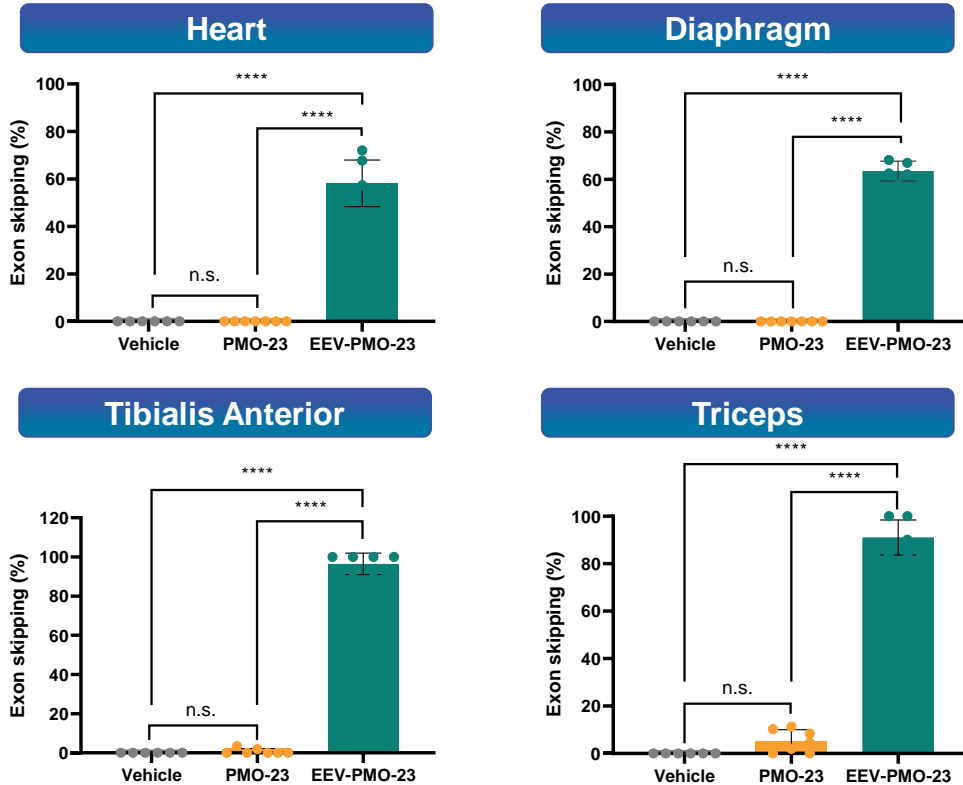 Heart
Exon skipping (%)
100
80
60
40
20
0
****
****
n.s.
Vehicle PMO-23 EEV-PMO-23
Diaphragm
Exon skipping (%)
100
80
60
40
20
0
****
****
n.s.
Vehicle PMO-23 EEV-PMO-23
Tibialis Anterior
Exon skipping (%)
120
100
80
60
40
20
0
****
****
n.s.
Vehicle PMO-23 EEV-PMO-23
Triceps
Exon skipping (%)
100
80
60
40
20
0
****
****
n.s.
Vehicle PMO-23 EEV-PMO-23